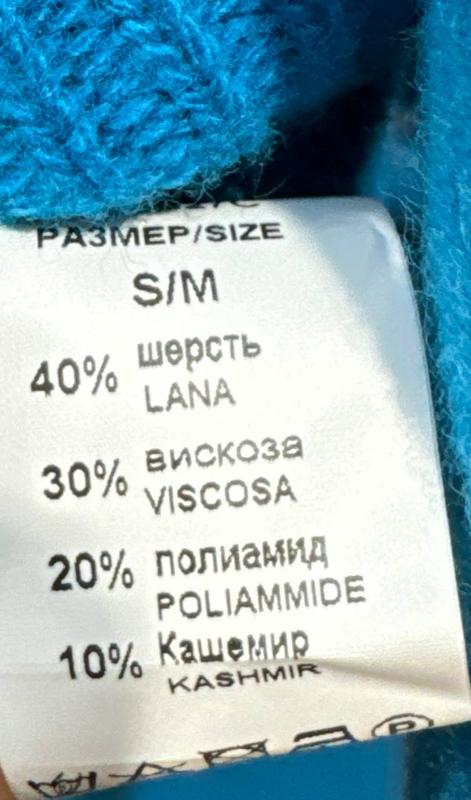 РАЗМЕР/SIZE
S/M
40% шерсть
LANA
30% вискоза
VISCOSA
20% полиамид
POLIAMMIDE
10% Кашемир
KASHMIR
P